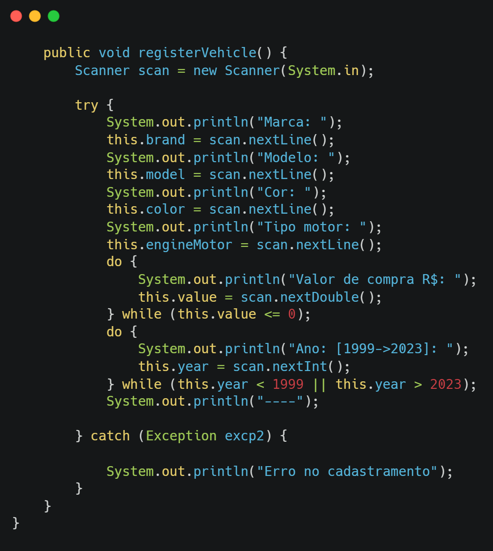 public void registerVehicle() {
Scanner scan = new Scanner(System.in);
try {
System.out.println("Marca: ");
this.brand = scan.nextLine();
System.out.println("Modelo: ");
this.model = scan.nextLine();
System.out.println("Cor: ");
this.color = scan.nextLine();
System.out.println("Tipo motor: ");
this.engineMotor = scan.nextLine();
do {
System.out.println("Valor de compra R$: ");
this.value = scan.nextDouble();
} while (this.value <= 0);
do {
System.out.println("Ano: [1999->2023]: ");
this.year = scan.nextInt();
} while (this.year < 1999 || this.year > 2023);
System.out.println("----");
} catch (Exception excp2) {
System.out.println("Erro no cadastramento");
}
}
}